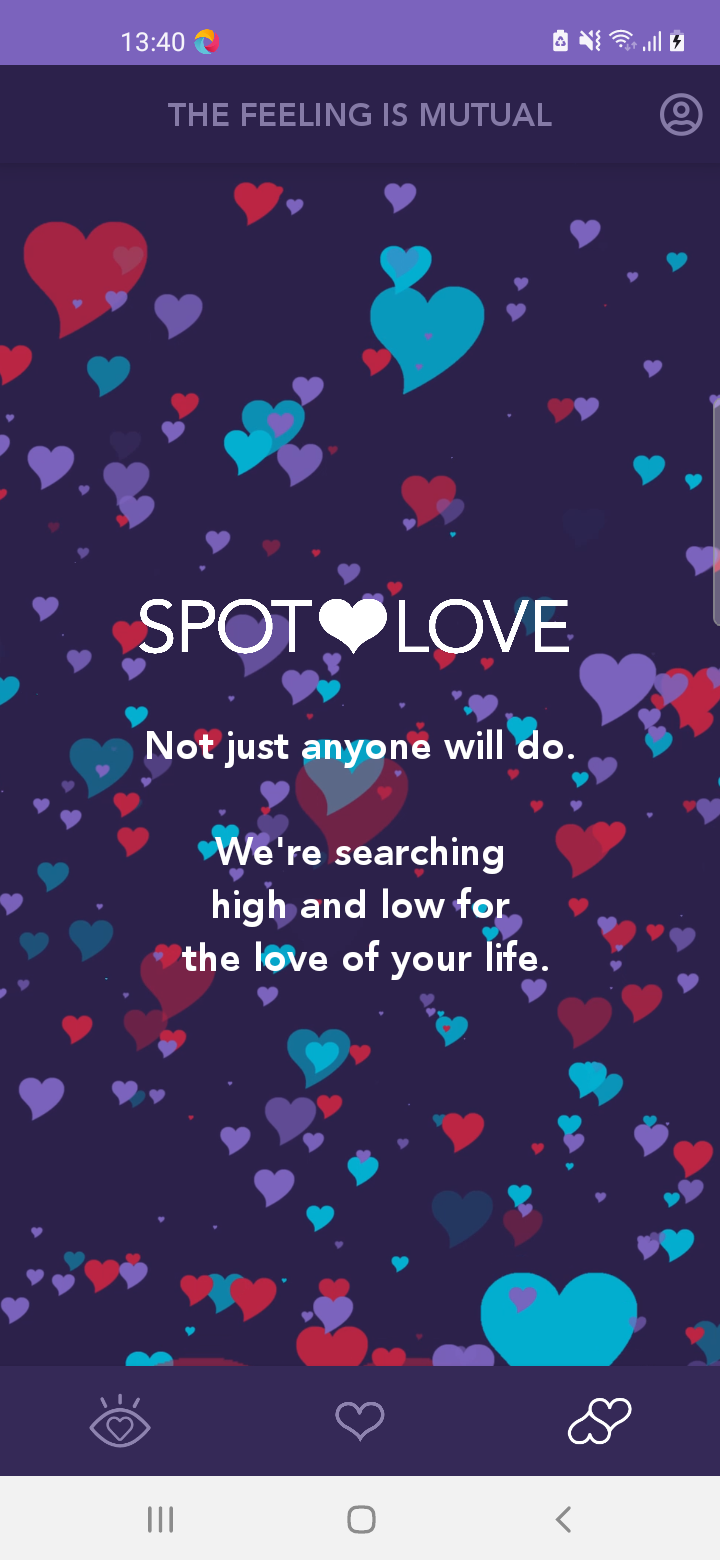 13:40
THE FEELING IS MUTUAL
SPOT LOVE
Not just anyone will do.
We're searching
high and low for
the love of your life.